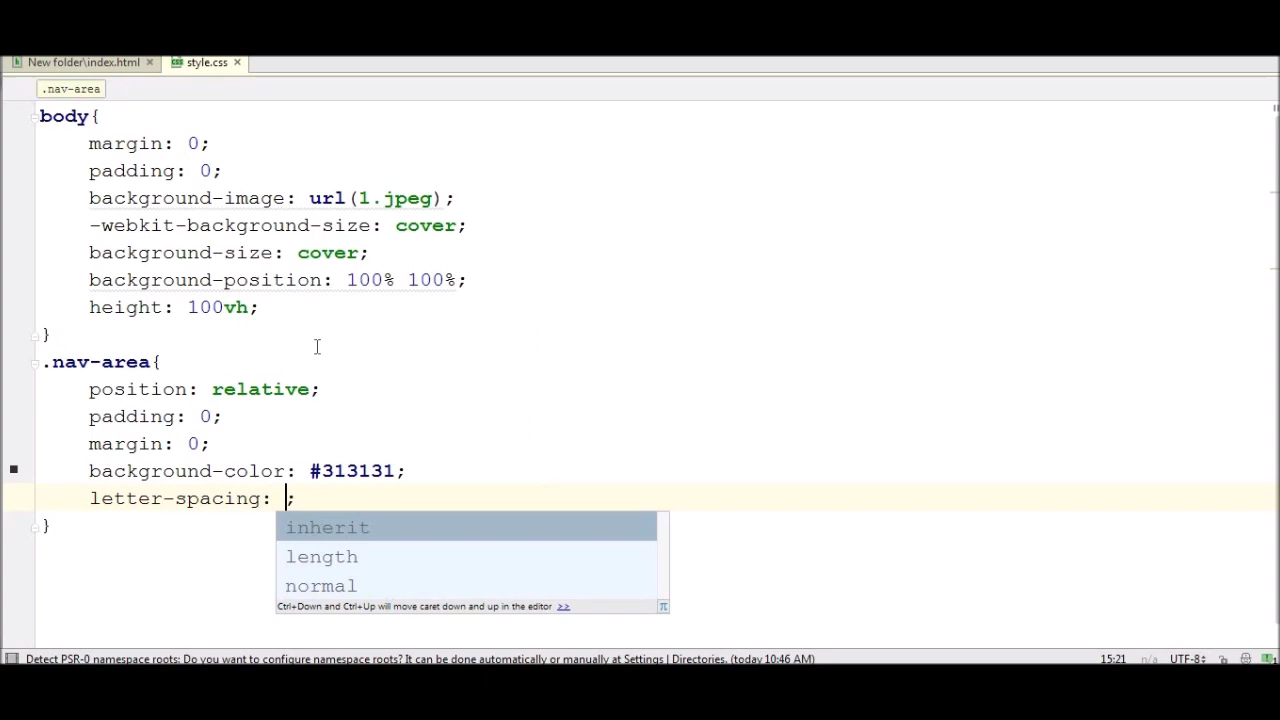 New folder\index.html
style.css
.nav-area
body{
margin: 0;
padding: 0;
background-image: url(1.jpeg);
-webkit-background-size: cover;
background-size: cover;
background-position: 100% 100%;
height: 100vh;
}
.nav-area{
position: relative;
padding: 0;
margin: 0;
background-color: #313131;
letter-spacing: ;
}
inherit
length
normal
Ctrl+Down and Ctrl+Up will move caret down and up in the editor >>
π
Detect PSR-0 namespace roots: Do you want to configure namespace roots? It can be done automatically or manually at Settings | Directories. (today 10:46 AM)
15:21 n/a UTF-8